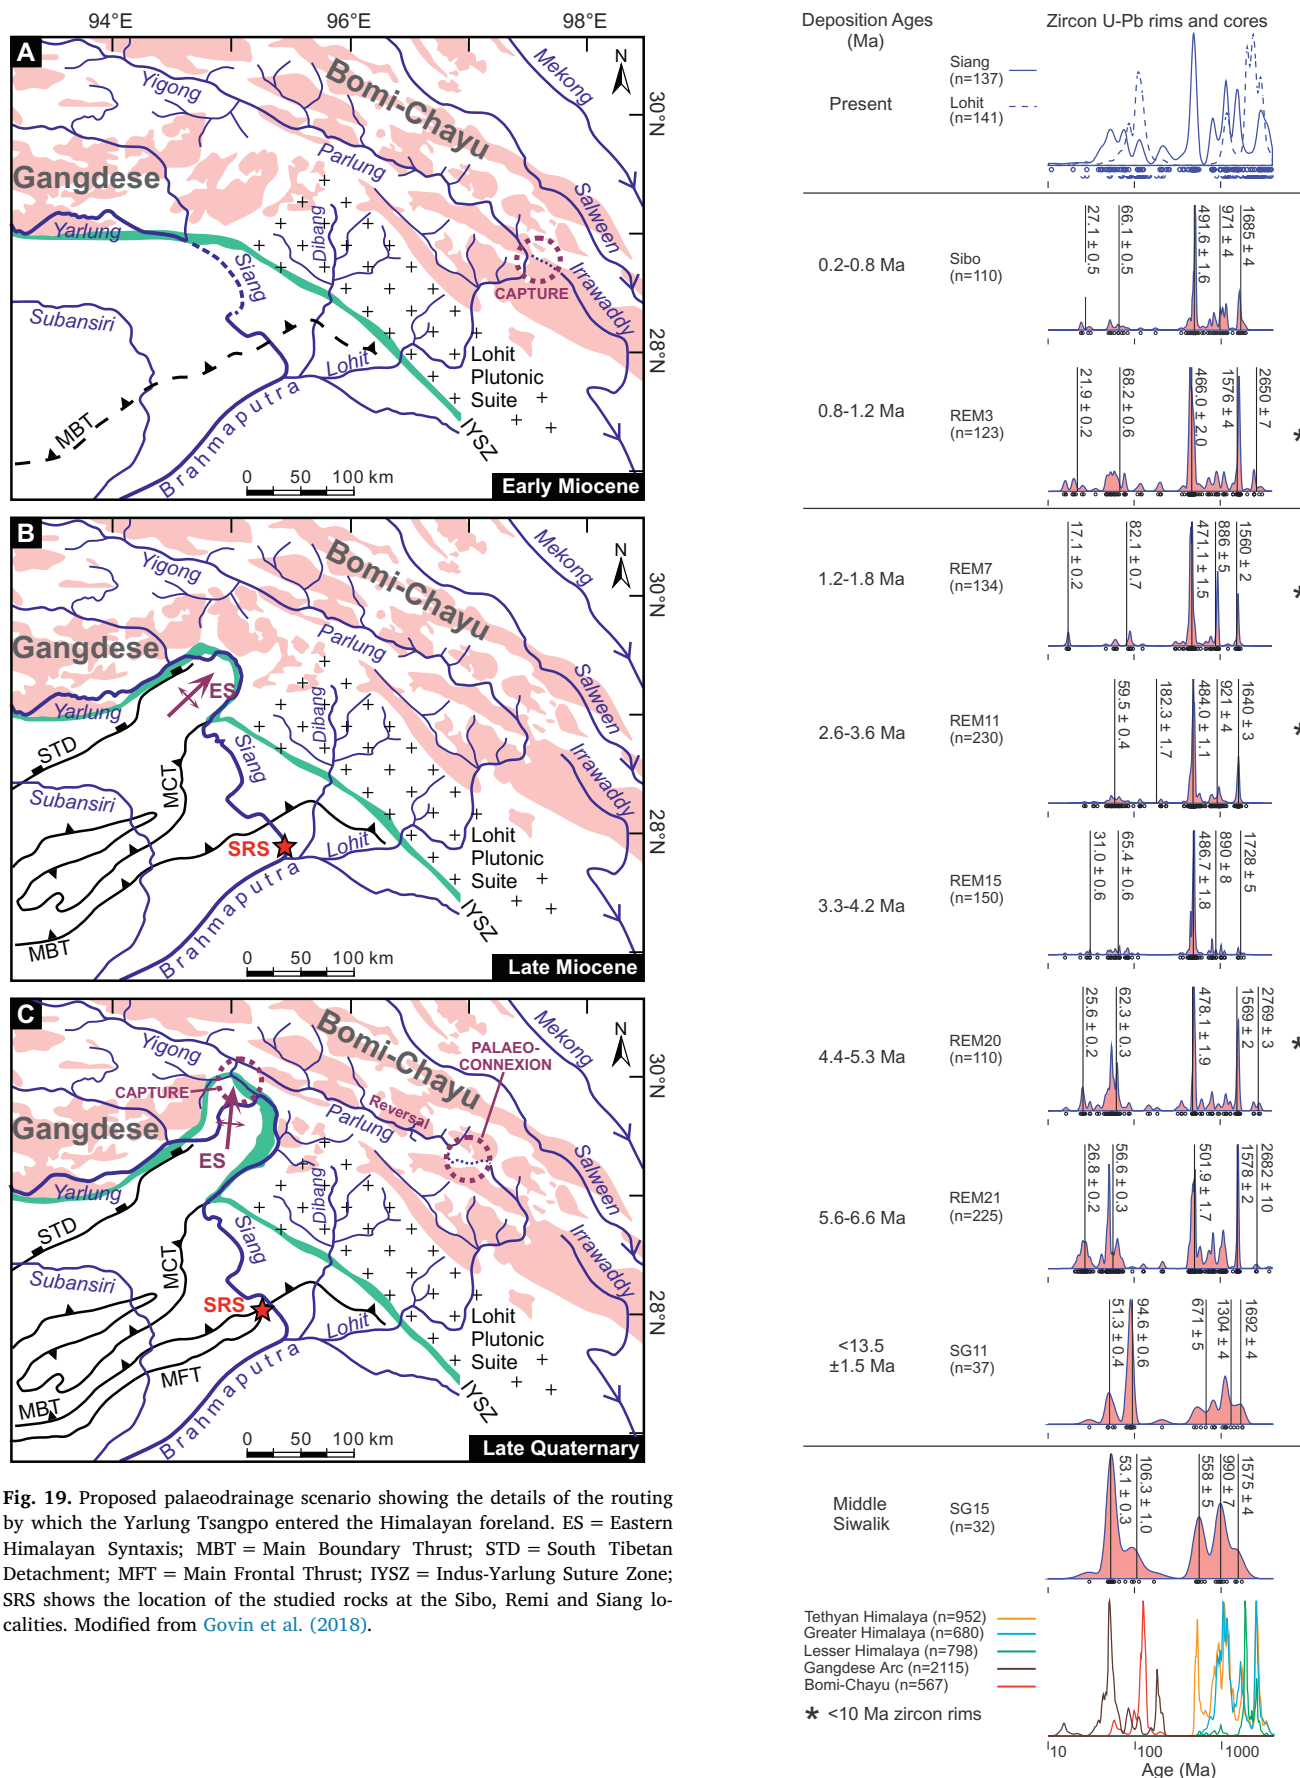 94°E
96°E
98°E
A
N
Bomi-Chayu
Yigong
Mekong
30°N
Parlung
Gangdese
Salween
Yarlung
Dibang
Siang
CAPTURE
Irrawaddy
Subansiri
28°N
Lohit
Lohit
Plutonic
Suite
MBT
Brahmaputra
IYSZ
0 50 100 km
Early Miocene
B
N
Bomi-Chayu
Yigong
Mekong
30°N
Parlung
Gangdese
ES
Salween
Yarlung
Dibang
STD
Siang
Irrawaddy
MCT
Subansiri
28°N
SRS
Lohit
Lohit
Plutonic
Suite
MBT
Brahmaputra
IYSZ
0 50 100 km
Late Miocene
C
N
Bomi-Chayu
Yigong
Mekong
PALAEO-
CONNEXION
30°N
CAPTURE
Reversal
Parlung
Gangdese
ES
Salween
Yarlung
Dibang
STD
Siang
Irrawaddy
MCT
Subansiri
28°N
SRS
Lohit
Lohit
Plutonic
Suite
MFT
MBT
Brahmaputra
IYSZ
0 50 100 km
Late Quaternary
Fig. 19. Proposed palaeodrainage scenario showing the details of the routing
by which the Yarlung Tsangpo entered the Himalayan foreland. ES = Eastern
Himalayan Syntaxis; MBT = Main Boundary Thrust; STD = South Tibetan
Detachment; MFT = Main Frontal Thrust; IYSZ = Indus-Yarlung Suture Zone;
SRS shows the location of the studied rocks at the Sibo, Remi and Siang lo-
calities. Modified from Govin et al. (2018).
Deposition Ages
(Ma)
Zircon U-Pb rims and cores
Present
Siang
(n=137)
Lohit
(n=141)
0.2-0.8 Ma
Sibo
(n=110)
27.1 ± 0.5
66.1 ± 0.5
491.6 ± 1.6
971 ± 4
1685 ± 4
0.8-1.2 Ma
REM3
(n=123)
21.9 ± 0.2
68.2 ± 0.6
466.0 ± 2.0
1576 ± 4
2650 ± 7
*
1.2-1.8 Ma
REM7
(n=134)
17.1 ± 0.2
82.1 ± 0.7
471.1 ± 1.5
886 ± 5
1560 ± 2
*
2.6-3.6 Ma
REM11
(n=230)
59.5 ± 0.4
182.3 ± 1.7
484.0 ± 1.1
921 ± 4
1640 ± 3
*
3.3-4.2 Ma
REM15
(n=150)
31.0 ± 0.6
65.4 ± 0.6
486.7 ± 1.8
890 ± 8
1728 ± 5
4.4-5.3 Ma
REM20
(n=110)
25.6 ± 0.2
62.3 ± 0.3
478.1 ± 1.9
1569 ± 2
2769 ± 3
*
5.6-6.6 Ma
REM21
(n=225)
26.8 ± 0.2
56.6 ± 0.3
501.9 ± 1.7
1578 ± 2
2682 ± 10
<13.5
±1.5 Ma
SG11
(n=37)
51.3 ± 0.4
94.6 ± 0.6
671 ± 5
1304 ± 4
1692 ± 4
Middle
Siwalik
SG15
(n=32)
53.1 ± 0.3
106.3 ± 1.0
558 ± 5
990 ± 7
1575 ± 4
Tethyan Himalaya (n=952)
Greater Himalaya (n=680)
Lesser Himalaya (n=798)
Gangdese Arc (n=2115)
Bomi-Chayu (n=567)
* <10 Ma zircon rims
10 100 1000
Age (Ma)